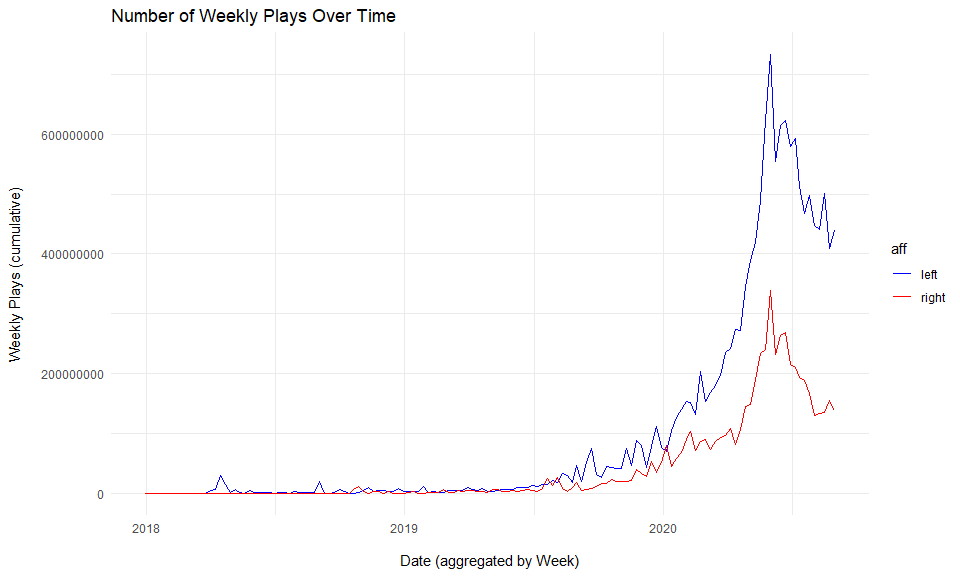 Number of Weekly Plays Over Time
Weekly Plays (cumulative)
600000000
400000000
200000000
0
2018
2019
2020
Date (aggregated by Week)
aff
left
right